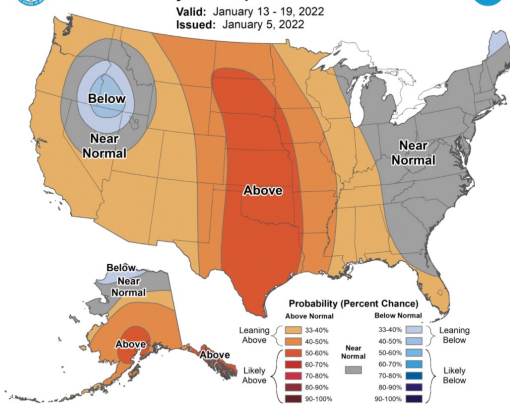 Valid: January 13 - 19, 2022
Issued: January 5, 2022
Below
Near
Normal
Above
Near
Normal
Below
Near
Normal
Above
Above
Probability (Percent Chance)
Above Normal
Below Normal
Leaning
Above
33-40%
40-50%
Likely
Above
50-60%
60-70%
70-80%
80-90%
90-100%
Near
Normal
33-40%
40-50%
Leaning
Below
50-60%
60-70%
70-80%
80-90%
90-100%
Likely
Below